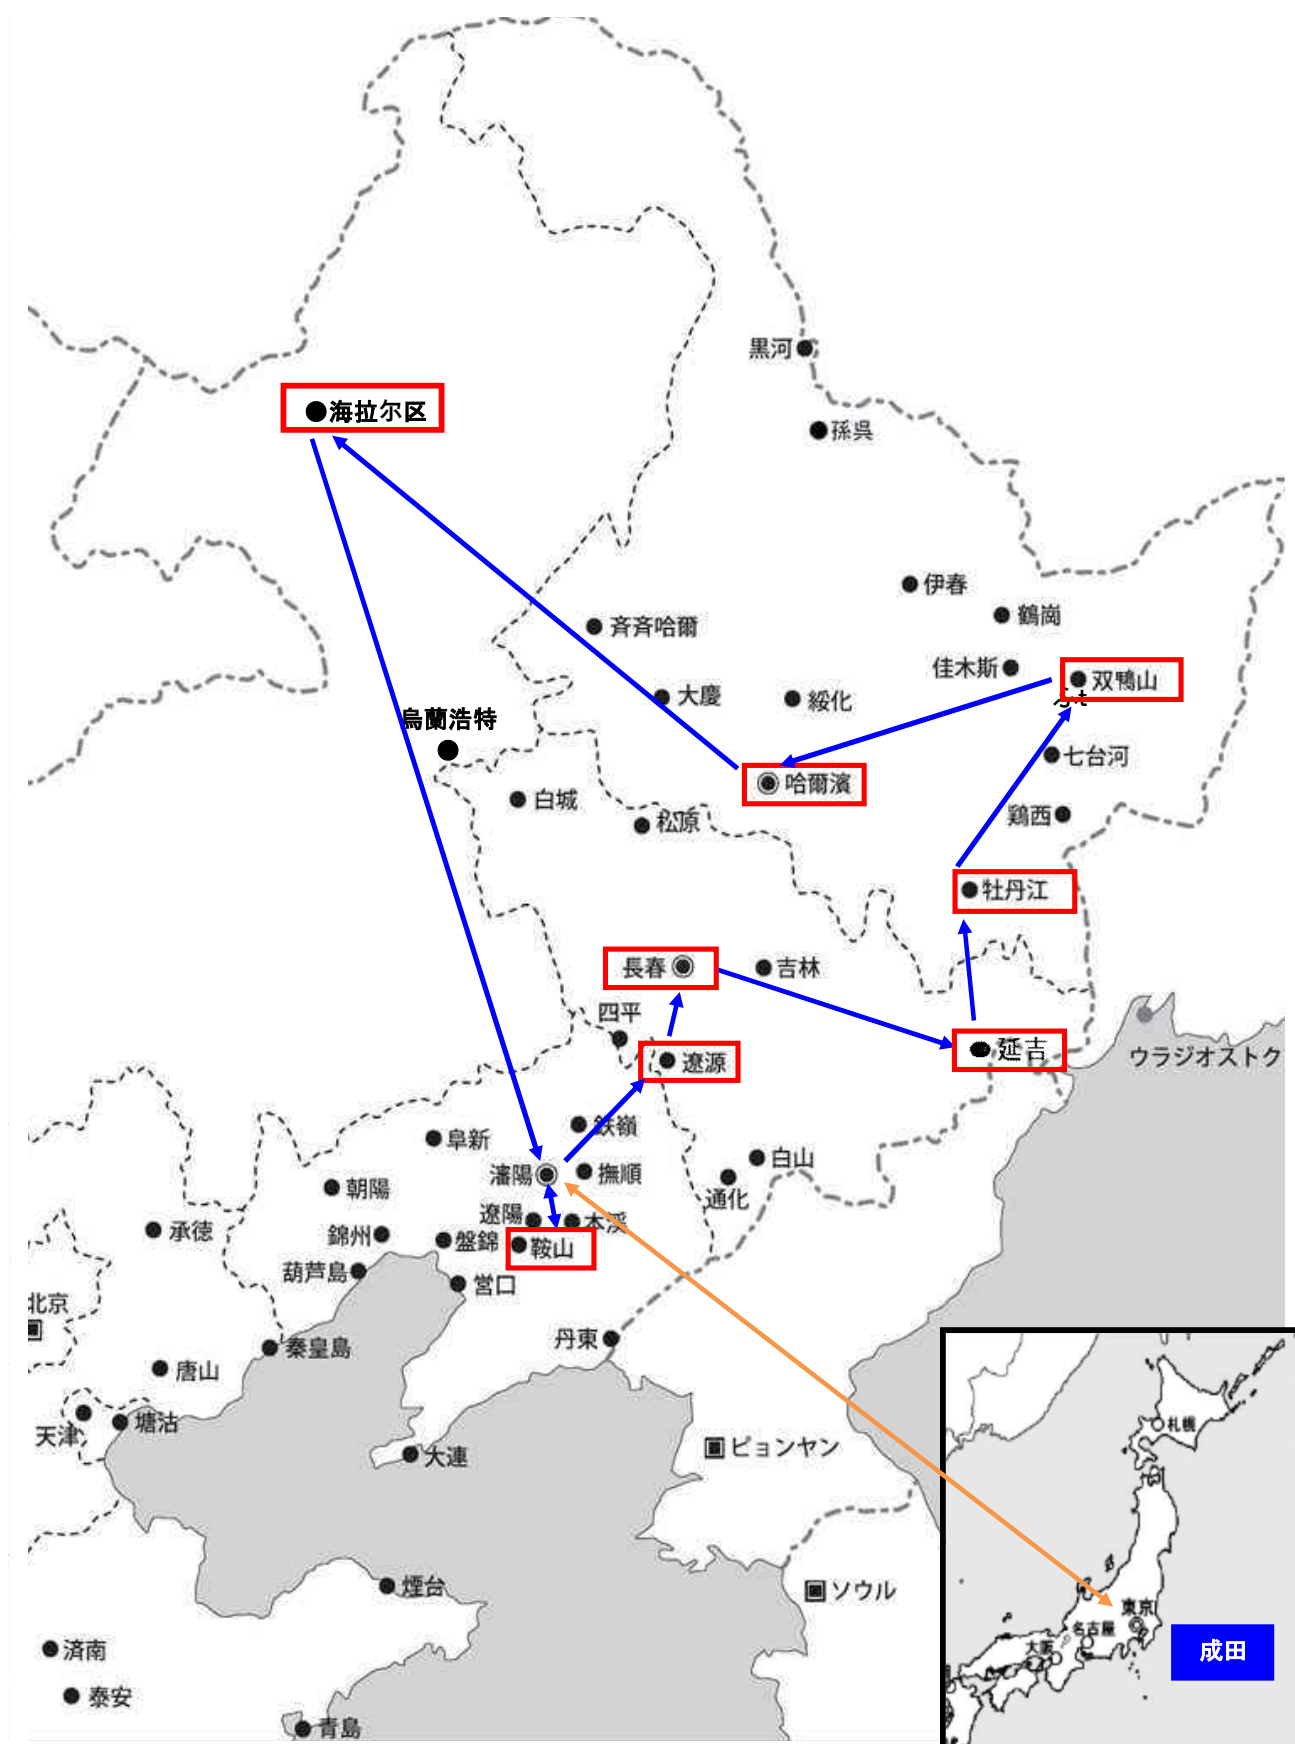 黒河
海拉尔区
孫呉
伊春
鶴崗
斉斉哈爾
佳木斯
双鴨山
大慶
綏化
烏蘭浩特
七台河
哈爾濱
白城
鶏西
松原
牡丹江
長春
吉林
四平
延吉
ウラジオストク
遼源
鉄嶺
阜新
白山
瀋陽
撫順
朝陽
通化
遼陽
本渓
承徳
錦州
盤錦
鞍山
葫芦島
営口
北京
丹東
秦皇島
唐山
塘沽
天津
札幌
ピョンヤン
大連
煙台
ソウル
東京
名古屋
大阪
済南
成田
泰安
青島